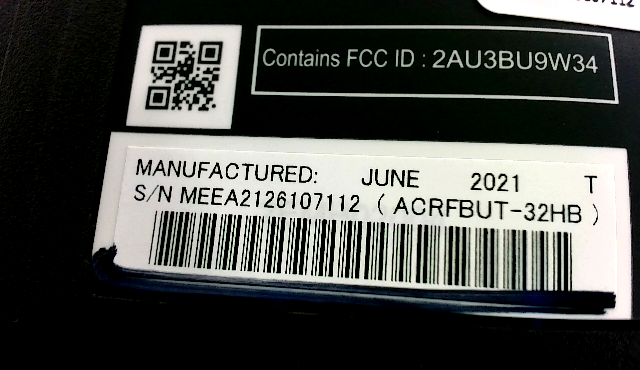 Contains FCC ID : 2AU3BU9W34
MANUFACTURED: JUNE 2021 T
S/N MEEA2126107112 ( ACRFBUT-32HB )